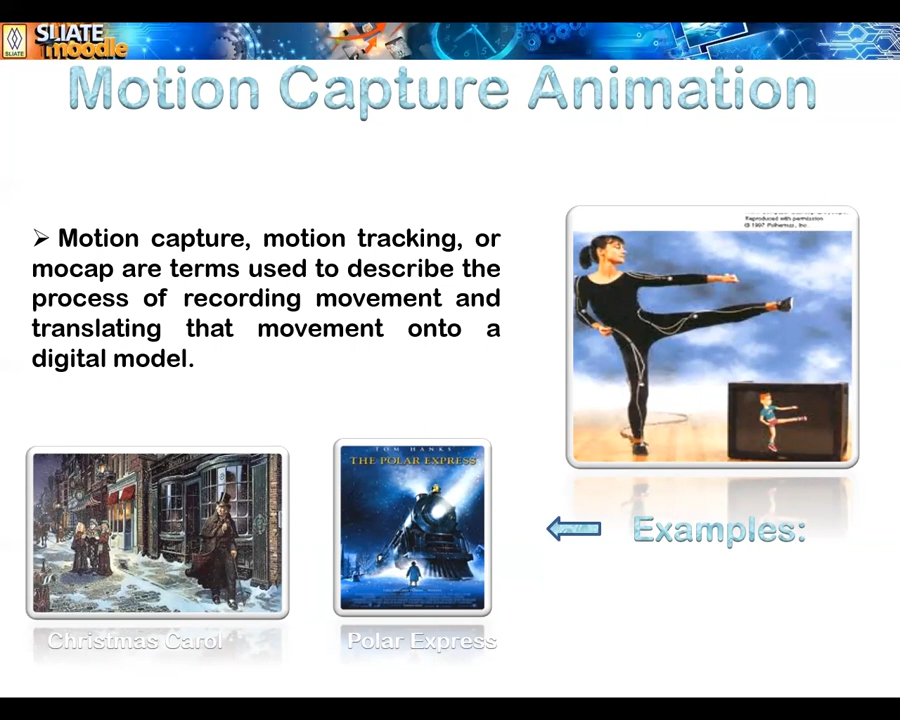 SLIATE
moodle
SLIATE
Motion Capture Animation
Reproduced with permission
© 1997 Polhemus, Inc.
➢ Motion capture, motion tracking, or
mocap are terms used to describe the
process of recording movement and
translating that movement onto a
digital model.
TOM HANKS
THE POLAR EXPRESS
Examples:
Christmas Carol
Polar Express